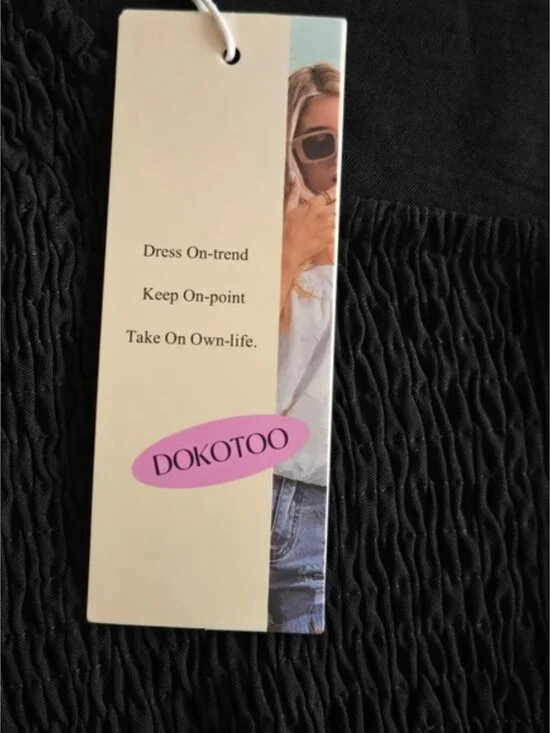 Dress On-trend
Keep On-point
Take On Own-life.
DOKOTOO